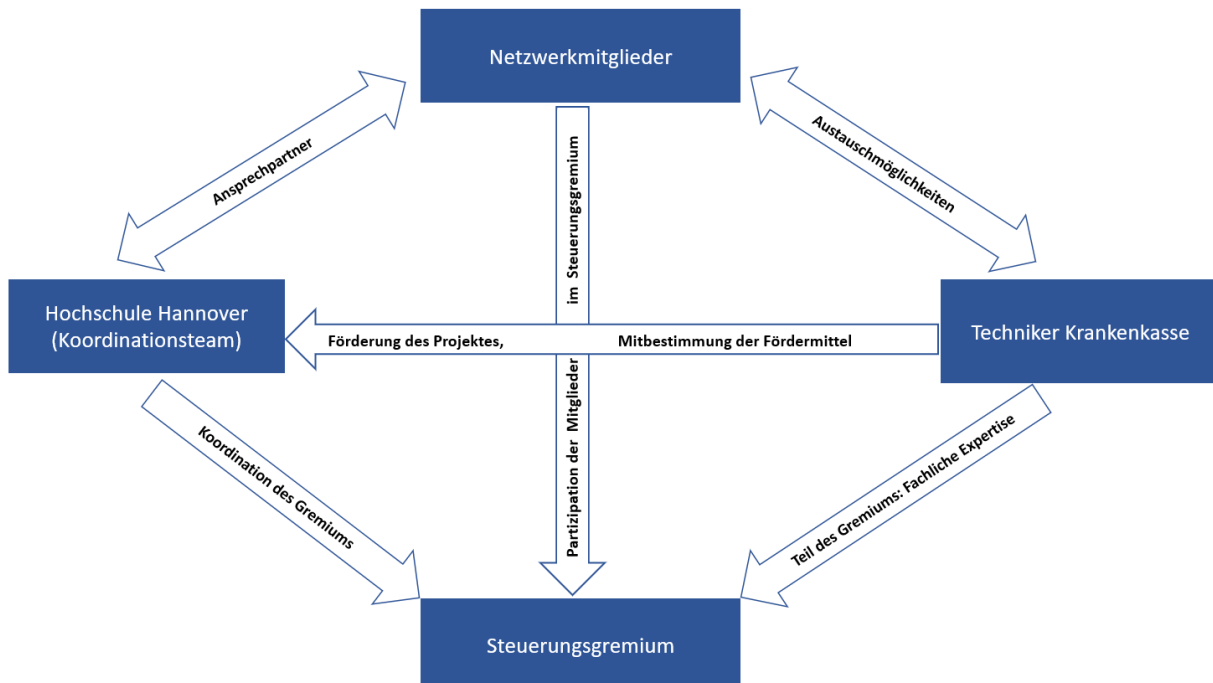 Netzwerkmitglieder
Ansprechpartner
Austauschmöglichkeiten
Partizipation der Mitglieder im Steuerungsgremium
Hochschule Hannover
(Koordinationsteam)
Förderung des Projektes, Mitbestimmung der Fördermittel
Techniker Krankenkasse
Koordination des Gremiums
Teil des Gremiums: Fachliche Expertise
Steuerungsgremium